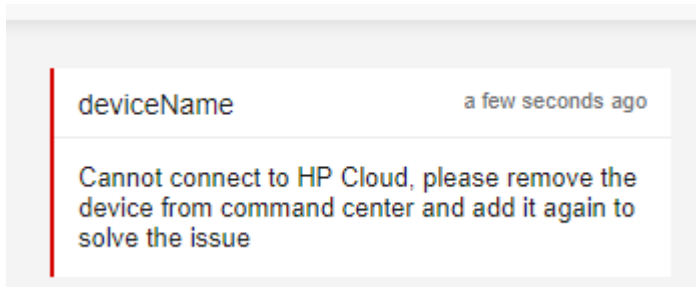 deviceName
a few seconds ago
Cannot connect to HP Cloud, please remove the
device from command center and add it again to
solve the issue